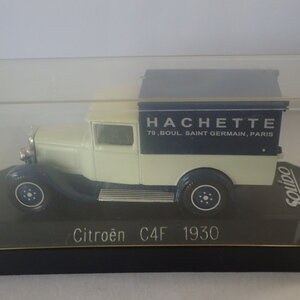 HACHETTE
79, BOUL. SAINT GERMAIN, PARIS
solido
Citroën C4F 1930